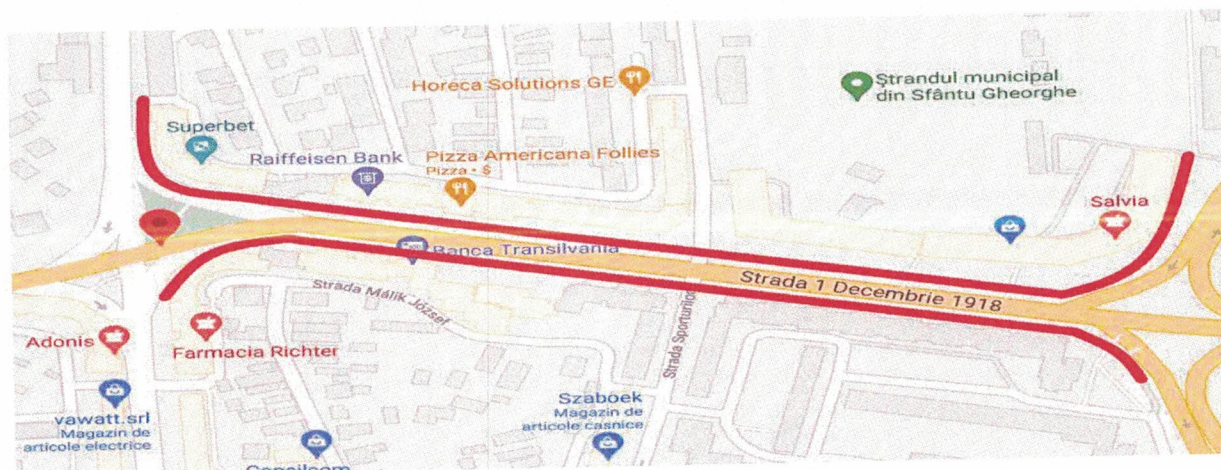 Horeca Solutions GE
Ștrandul municipal
din Sfântu Gheorghe
Superbet
Raiffeisen Bank
Pizza Americana Follies
Pizza • $
Salvia
Banca Transilvania
Strada 1 Decembrie 1918
Strada Málik József
Strada Sporturilor
Adonis
Farmacia Richter
vawatt.srl
Magazin de
articole electrice
Szaboek
Magazin de
articole casnice